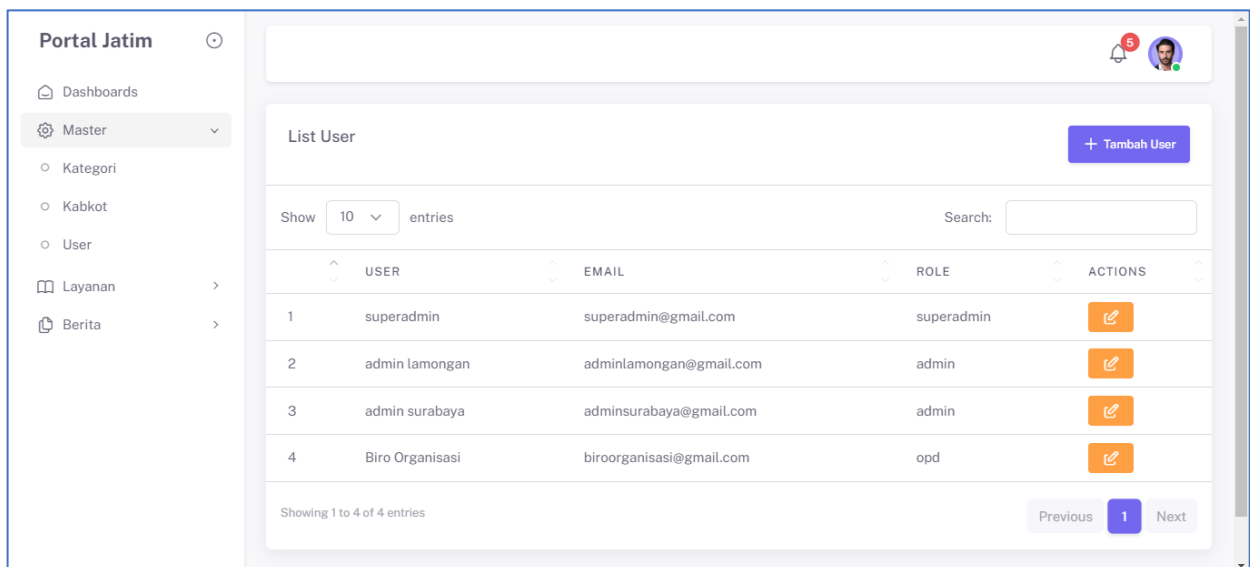 Portal Jatim
5
Dashboards
Master
Kategori
Kabkot
User
Layanan
Berita
List User
+ Tambah User
Show 10 entries
Search:
USER EMAIL ROLE ACTIONS
1 superadmin superadmin@gmail.com superadmin
2 admin lamongan adminlamongan@gmail.com admin
3 admin surabaya adminsurabaya@gmail.com admin
4 Biro Organisasi biroorganisasi@gmail.com opd
Showing 1 to 4 of 4 entries
Previous 1 Next